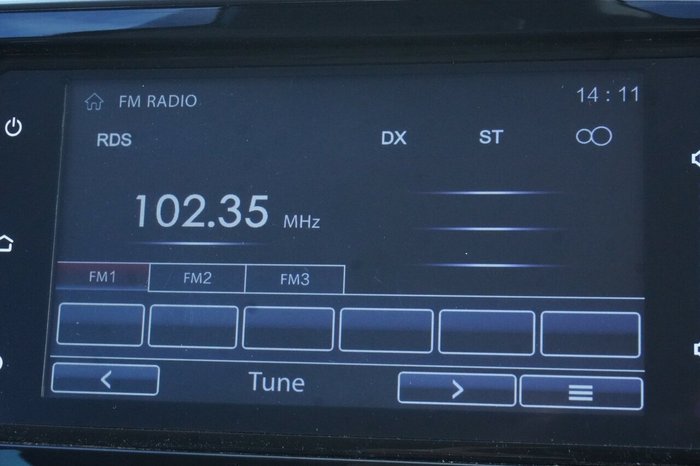 FM RADIO 14:11
RDS DX ST
102.35 MHz
FM1 FM2 FM3
Tune